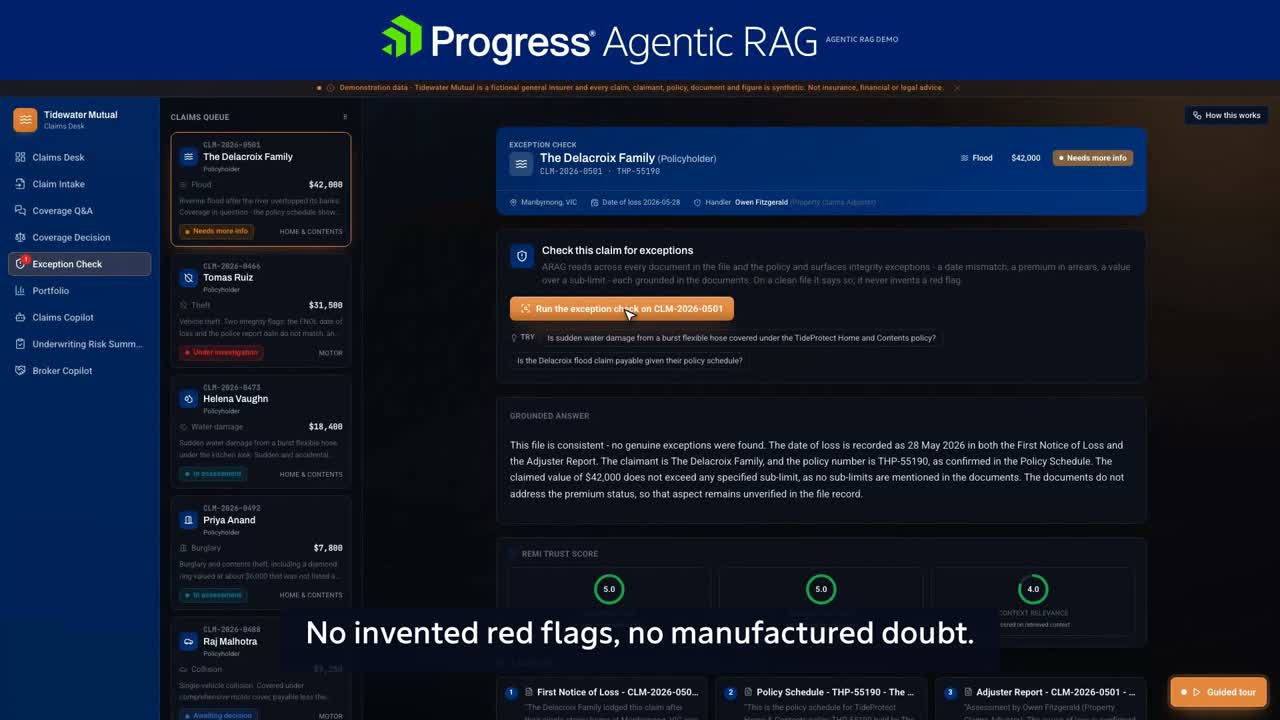 Progress® Agentic RAG AGENTIC RAG DEMO
Demonstration data · Tidewater Mutual is a fictional general insurer and every claim, claimant, policy, document and figure is synthetic. Not insurance, financial or legal advice.
Tidewater Mutual
Claims Desk
Claims Desk
Claim Intake
Coverage Q&A
Coverage Decision
Exception Check
Portfolio
Claims Copilot
Underwriting Risk Summ...
Broker Copilot
CLAIMS QUEUE 8
CLM-2026-0501
The Delacroix Family
Policyholder
Flood $42,000
Riverine flood after the river overtopped its banks.
Coverage in question - the policy schedule show...
Needs more info HOME & CONTENTS
CLM-2026-0466
Tomas Ruiz
Policyholder
Theft $31,500
Vehicle theft. Two integrity flags: the FNOL date of
loss and the police report date do not match, an...
Under investigation MOTOR
CLM-2026-0473
Helena Vaughn
Policyholder
Water damage $18,400
Sudden water damage from a burst flexible hose
under the kitchen sink. Sudden and accidental...
In assessment HOME & CONTENTS
CLM-2026-0492
Priya Anand
Policyholder
Burglary $7,800
Burglary and contents theft, including a diamond
ring valued at about $6,000 that was not listed a...
In assessment HOME & CONTENTS
CLM-2026-0488
Raj Malhotra
Policyholder
Collision $9,250
Single-vehicle collision. Covered under
comprehensive motor cover payable less the...
Awaiting decision MOTOR
How this works
EXCEPTION CHECK
The Delacroix Family (Policyholder)
CLM-2026-0501 · THP-55190
Flood $42,000 Needs more info
Manbyrnong, VIC Date of loss 2026-05-28 Handler Owen Fitzgerald (Property Claims Adjuster)
Check this claim for exceptions
ARAG reads across every document in the file and the policy and surfaces integrity exceptions - a date mismatch, a premium in arrears, a value
over a sub-limit - each grounded in the documents. On a clean file it says so; it never invents a red flag.
Run the exception check on CLM-2026-0501
TRY Is sudden water damage from a burst flexible hose covered under the TideProtect Home and Contents policy?
Is the Delacroix flood claim payable given their policy schedule?
GROUNDED ANSWER
This file is consistent - no genuine exceptions were found. The date of loss is recorded as 28 May 2026 in both the First Notice of Loss and
the Adjuster Report. The claimant is The Delacroix Family, and the policy number is THP-55190, as confirmed in the Policy Schedule. The
claimed value of $42,000 does not exceed any specified sub-limit, as no sub-limits are mentioned in the documents. The documents do not
address the premium status, so that aspect remains unverified in the file record.
REMI TRUST SCORE
5.0 5.0 4.0
CONTEXT RELEVANCE
No invented red flags, no manufactured doubt.
1 First Notice of Loss - CLM-2026-050...
Policy Schedule - THP-55190 - The ...
Adjuster Report - CLM-2026-0501 - ...
"The Delacroix Family lodged this claim after
"This is the policy schedule for TideProtect
"Assessment by Owen Fitzgerald (Property
Guided tour